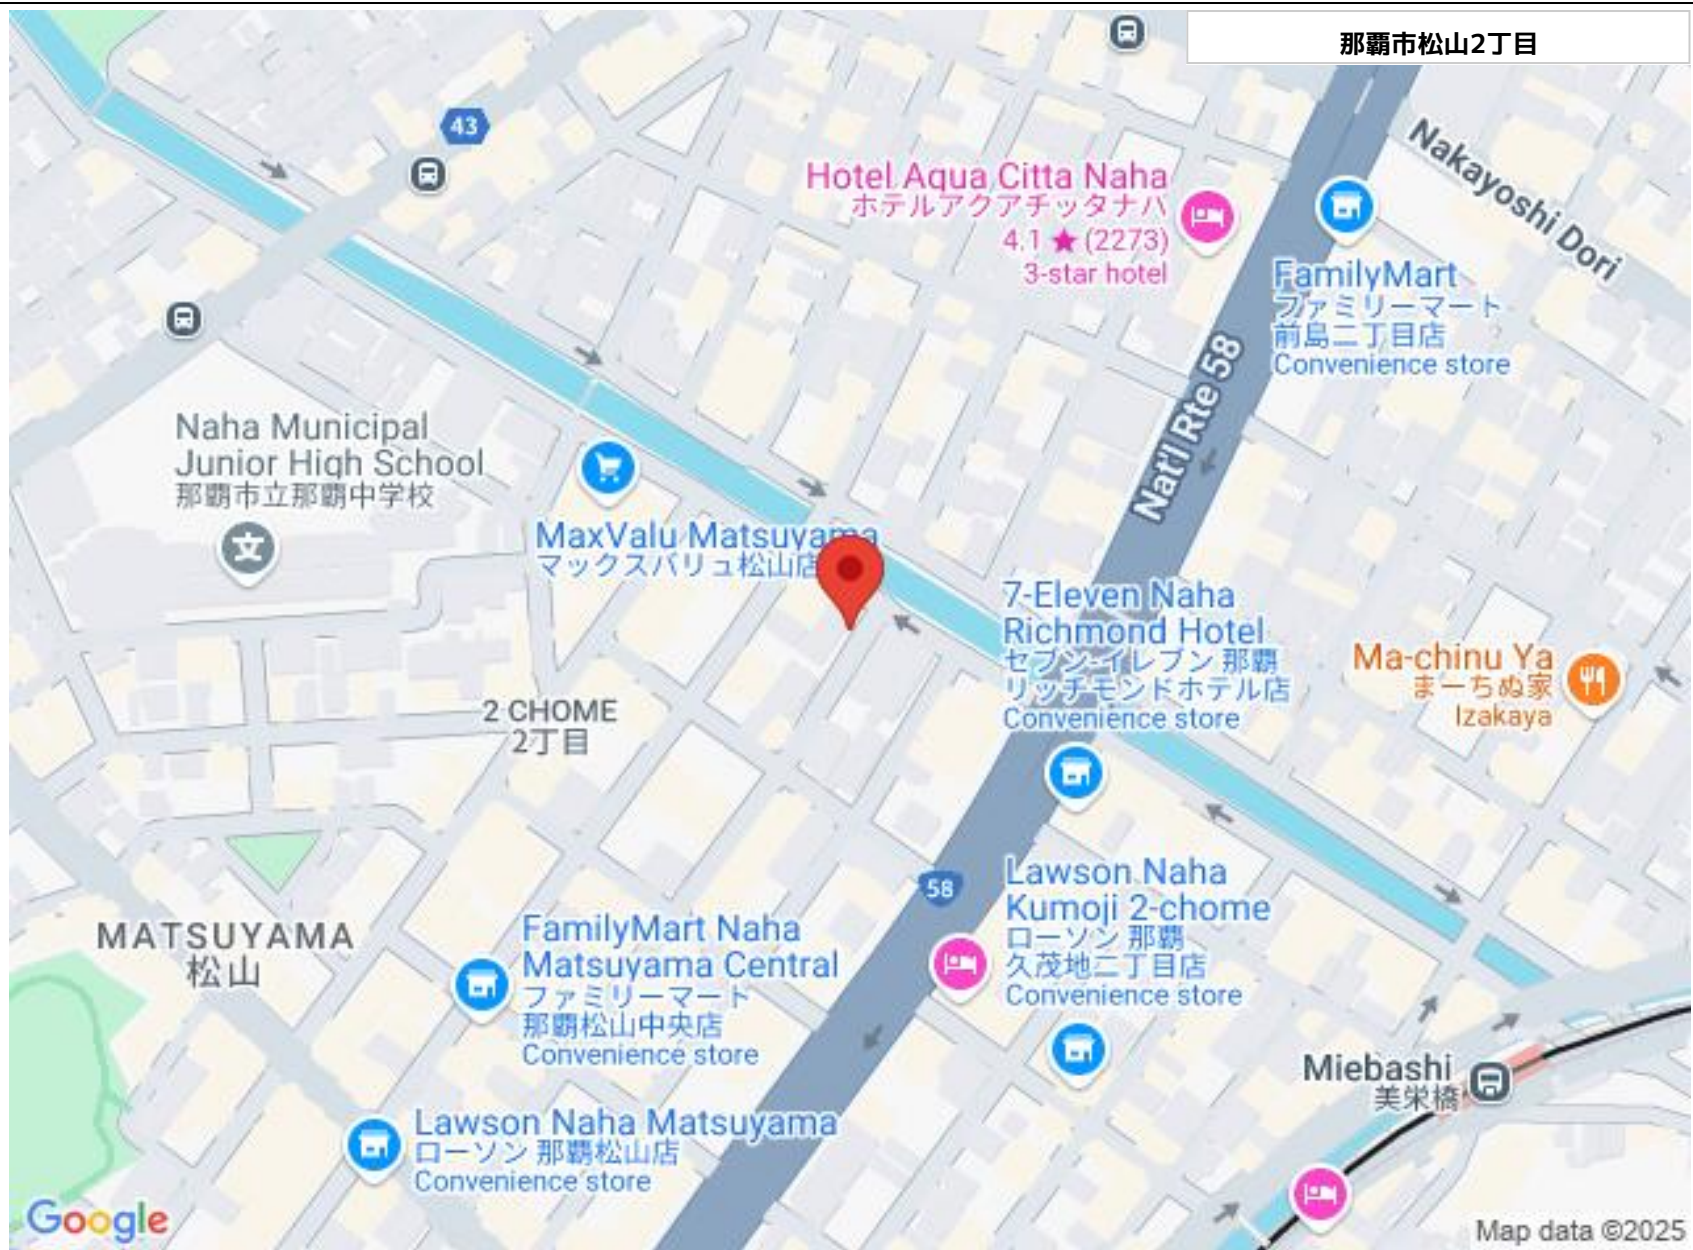 那覇市松山2丁目
43
Nakayoshi Dori
Hotel Aqua Citta Naha
ホテルアクアチッタナハ
4.1 ★ (2273)
3-star hotel
FamilyMart
ファミリーマート
前島二丁目店
Convenience store
Nat'l Rte 58
Naha Municipal
Junior High School
那覇市立那覇中学校
文
MaxValu Matsuyama
マックスバリュ松山店
7-Eleven Naha
Richmond Hotel
セブン-イレブン 那覇
リッチモンドホテル店
Convenience store
Ma-chinu Ya
まーちぬ家
Izakaya
2 CHOME
2丁目
58
Lawson Naha
Kumoji 2-chome
ローソン 那覇
久茂地二丁目店
Convenience store
MATSUYAMA
松山
FamilyMart Naha
Matsuyama Central
ファミリーマート
那覇松山中央店
Convenience store
Miebashi
美栄橋
Lawson Naha Matsuyama
ローソン 那覇松山店
Convenience store
Google
Map data ©2025